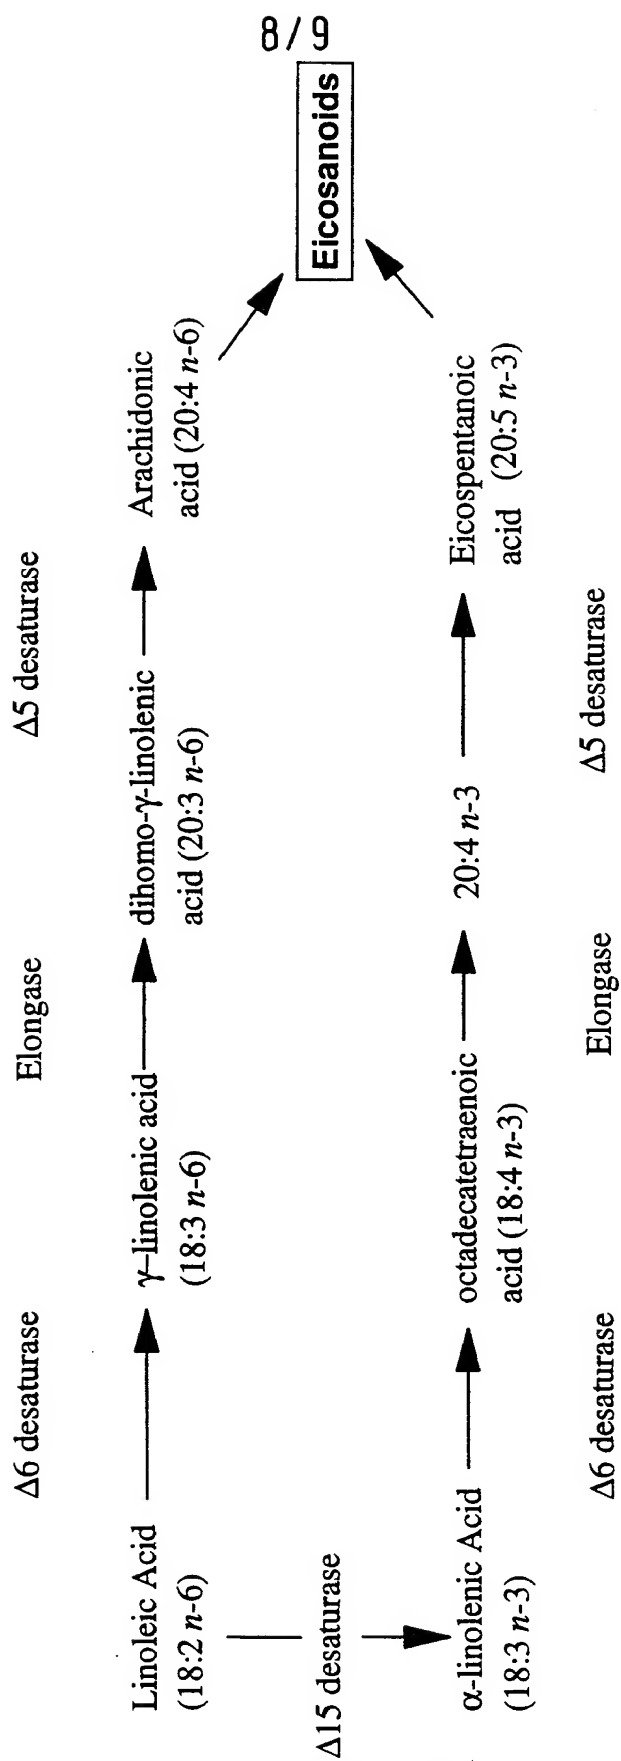 8/9
Δ6 desaturase
Elongase
Δ5 desaturase
Linoleic Acid
(18:2 n-6)
γ–linolenic acid
(18:3 n-6)
dihomo-γ-linolenic
acid (20:3 n-6)
Arachidonic
acid (20:4 n-6)
Δ15 desaturase
Eicosanoids
α-linolenic Acid
(18:3 n-3)
octadecatetraenoic
acid (18:4 n-3)
20:4 n-3
Eicospentanoic
acid (20:5 n-3)
Δ6 desaturase
Elongase
Δ5 desaturase